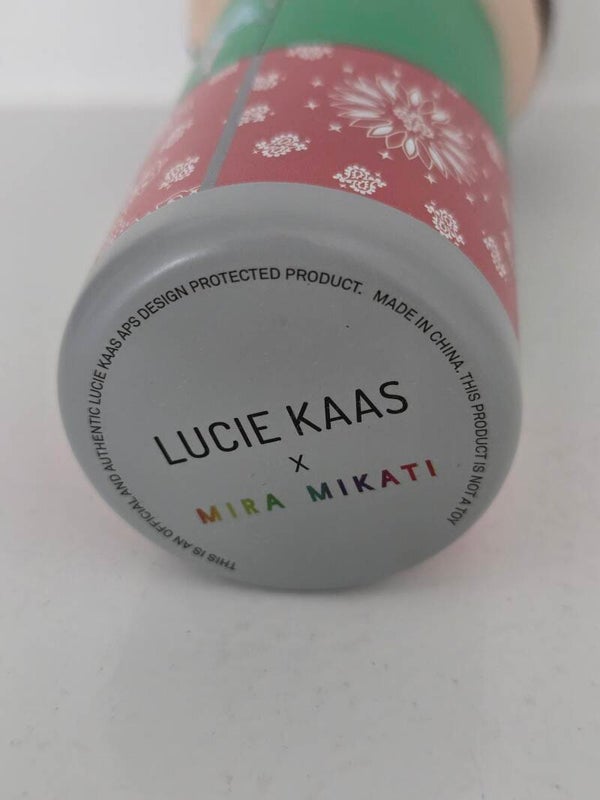 THIS IS AN OFFICIAL AND AUTHENTIC LUCIE KAAS APS DESIGN PROTECTED PRODUCT. MADE IN CHINA. THIS PRODUCT IS NOT A TOY
LUCIE KAAS
X
MIRA MIKATI